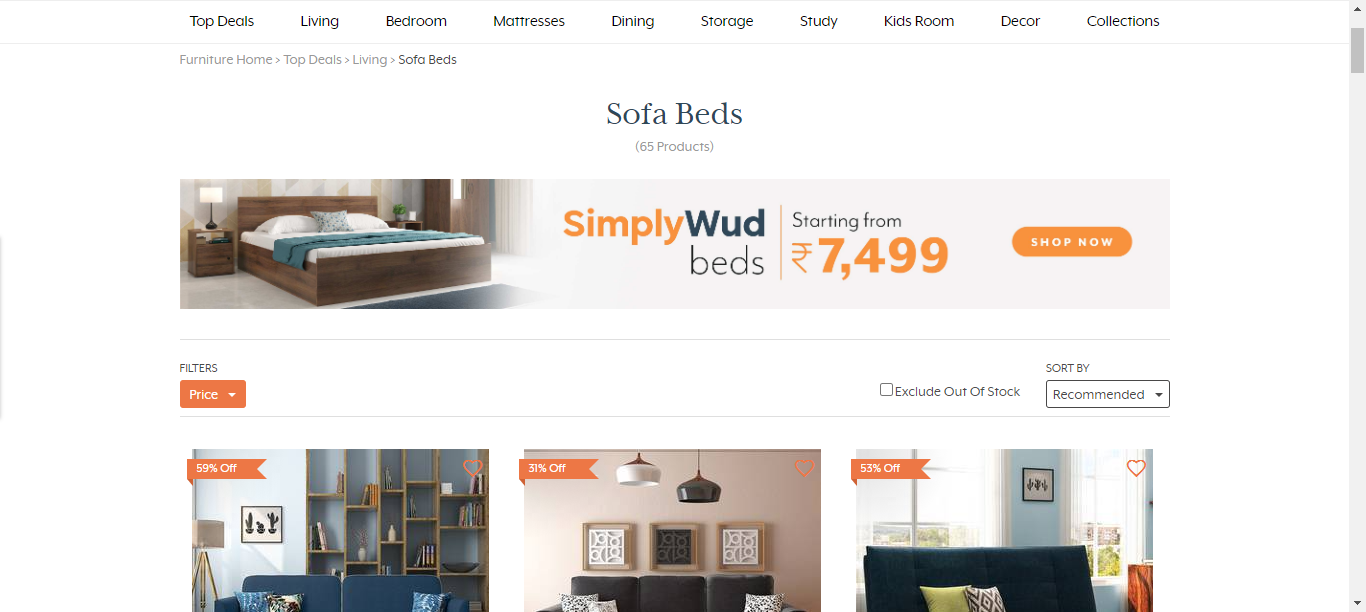 Top Deals Living Bedroom Mattresses Dining Storage Study Kids Room Decor Collections
Furniture Home > Top Deals > Living > Sofa Beds
Sofa Beds
(65 Products)
SimplyWud
beds
Starting from
₹7,499
SHOP NOW
FILTERS
Price
Exclude Out Of Stock
SORT BY
Recommended
59% Off
31% Off
53% Off